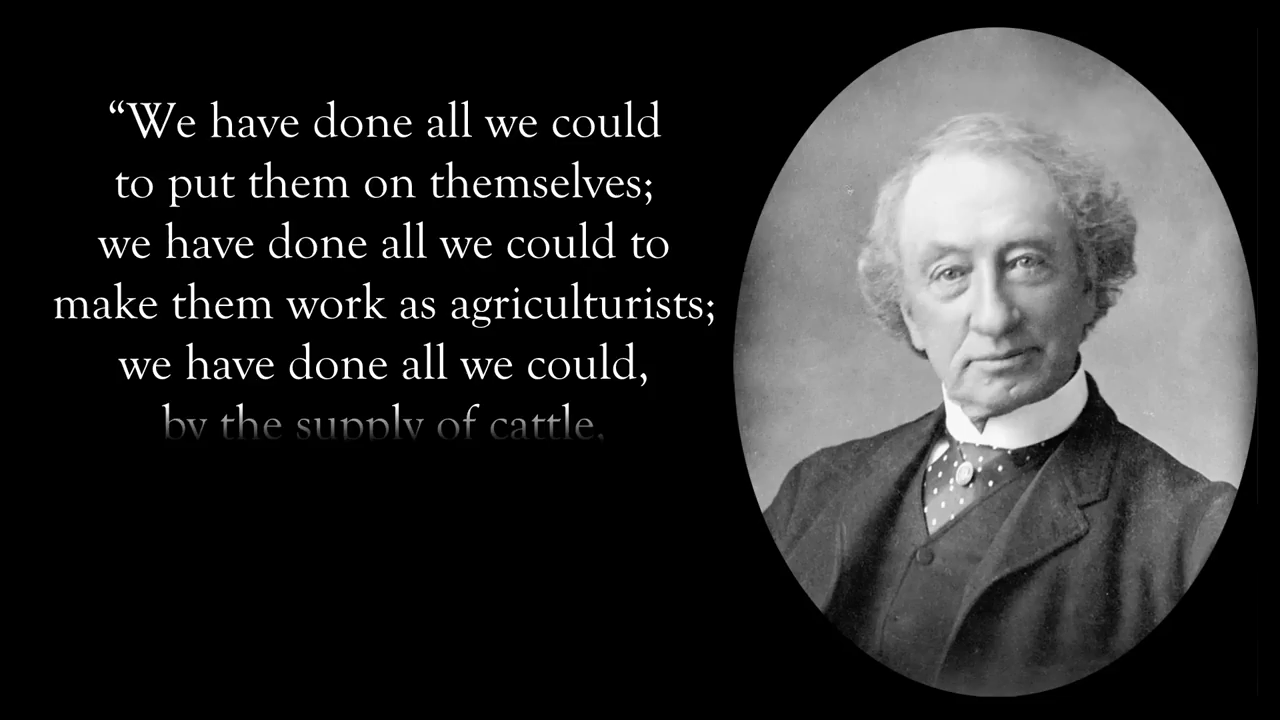 “We have done all we could
to put them on themselves;
we have done all we could to
make them work as agriculturists;
we have done all we could,
by the supply of cattle,